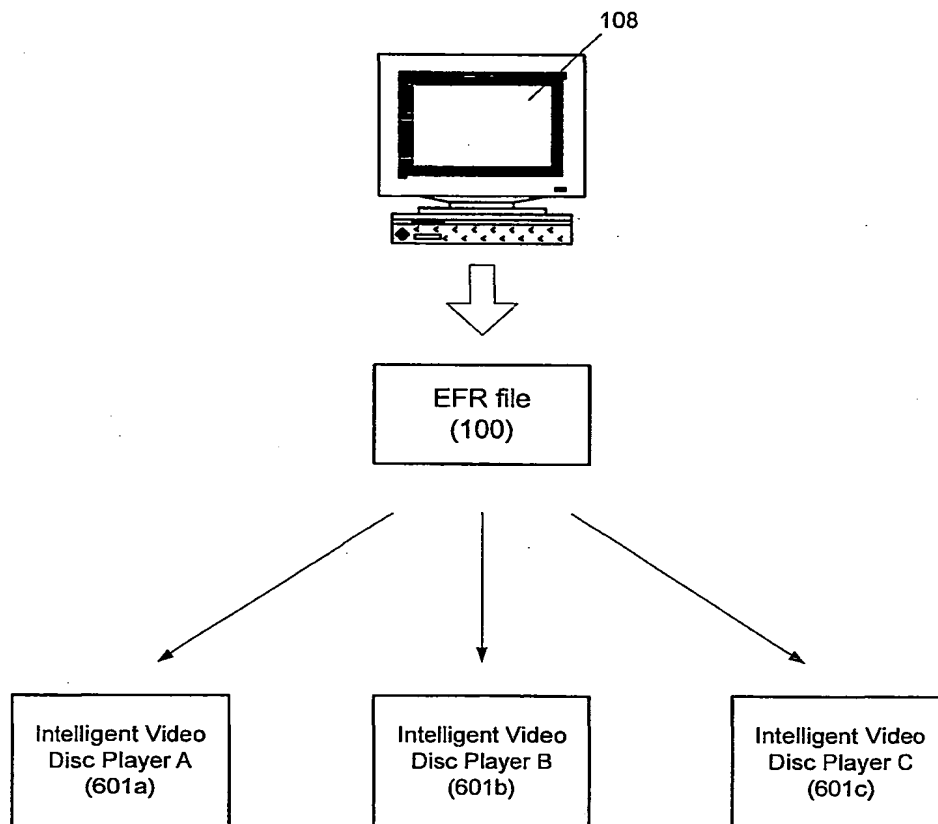 108
EFR file
(100)
Intelligent Video
Disc Player A
(601a)
Intelligent Video
Disc Player B
(601b)
Intelligent Video
Disc Player C
(601c)